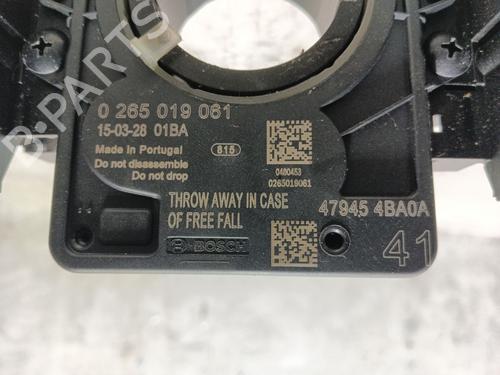 B-PARTS
0 265 019 061
15-03-28 01BA
Made in Portugal
815
Do not disassemble
Do not drop
0480453
0265019061
THROW AWAY IN CASE
OF FREE FALL
47945 4BA0A
BOSCH
41